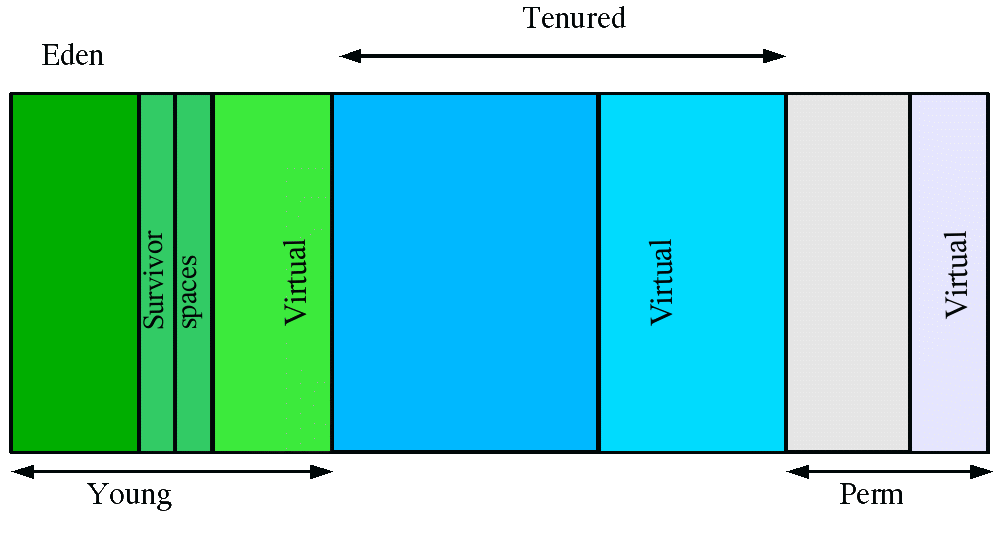 Tenured
Eden
Survivor
spaces
Virtual
Virtual
Virtual
Young
Perm